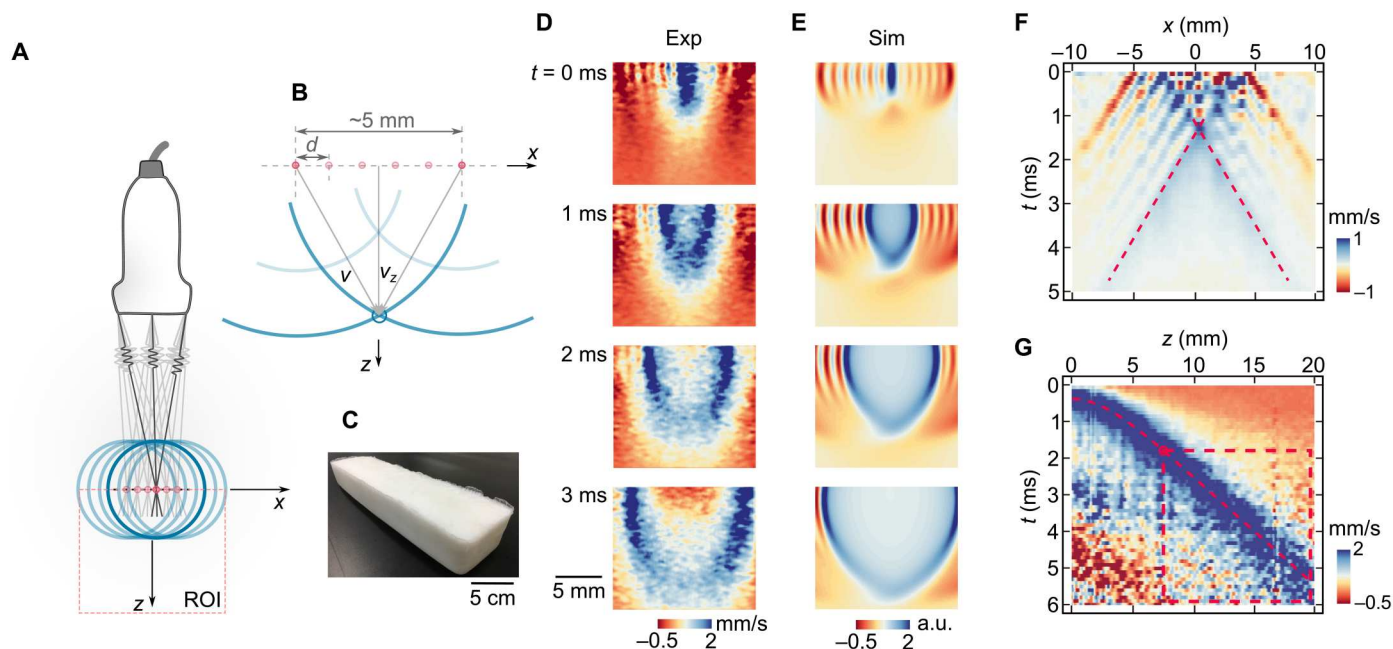 A
x
z
ROI
B
~5 mm
d
x
v
v_z
z
C
5 cm
D
Exp
t = 0 ms
1 ms
2 ms
3 ms
5 mm
mm/s
–0.5 2
E
Sim
a.u.
–0.5 2
F
x (mm)
–10 –5 0 5 10
0
1
2
3
4
5
t (ms)
mm/s
1
–1
G
z (mm)
0 5 10 15 20
0
1
2
3
4
5
6
t (ms)
mm/s
2
–0.5